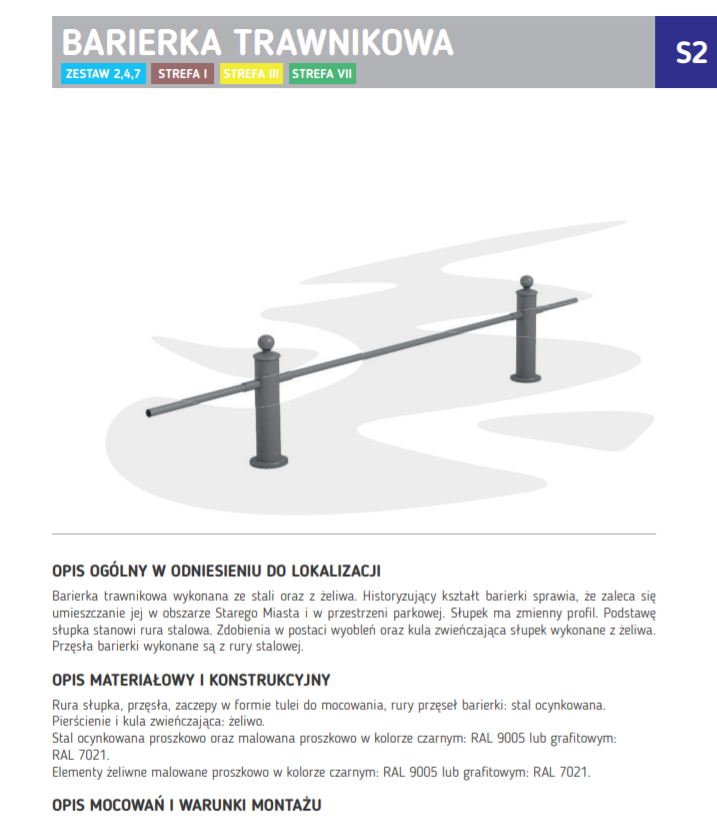 BARIERKA TRAWNIKOWA
S2
ZESTAW 2,4,7 STREFA I STREFA III STREFA VII
OPIS OGÓLNY W ODNIESIENIU DO LOKALIZACJI
Barierka trawnikowa wykonana ze stali oraz z żeliwa. Historyzujący kształt barierki sprawia, że zaleca się
umieszczanie jej w obszarze Starego Miasta i w przestrzeni parkowej. Słupek ma zmienny profil. Podstawę
słupka stanowi rura stalowa. Zdobienia w postaci wyobleń oraz kula zwieńczająca słupek wykonane z żeliwa.
Przęsła barierki wykonane są z rury stalowej.
OPIS MATERIAŁOWY I KONSTRUKCYJNY
Rura słupka, przęsła, zaczepy w formie tulei do mocowania, rury przęseł barierki: stal ocynkowana.
Pierścienie i kula zwieńczająca: żeliwo.
Stal ocynkowana proszkowo oraz malowana proszkowo w kolorze czarnym: RAL 9005 lub grafitowym:
RAL 7021.
Elementy żeliwne malowane proszkowo w kolorze czarnym: RAL 9005 lub grafitowym: RAL 7021.
OPIS MOCOWAŃ I WARUNKI MONTAŻU